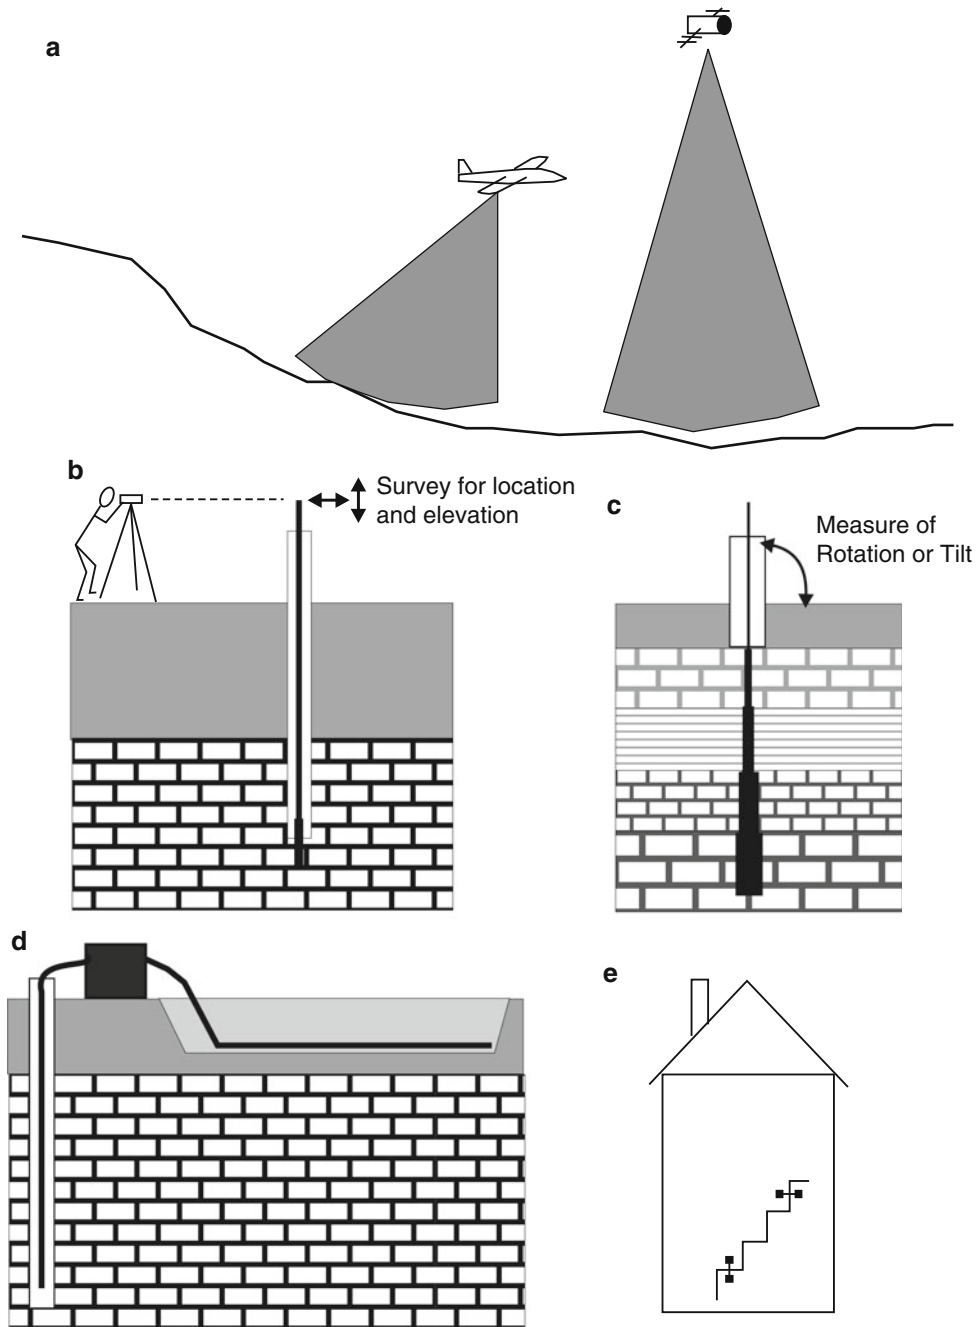 a
b
Survey for location
and elevation
c
Measure of
Rotation or Tilt
d
e